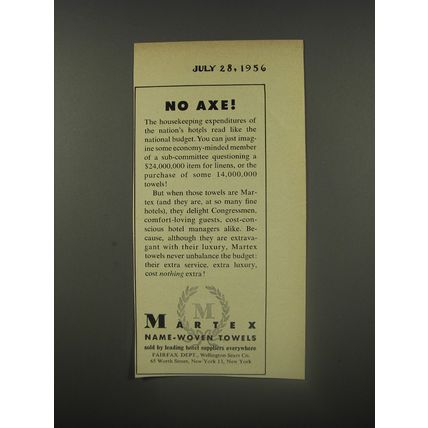 JULY 28, 1956
NO AXE!
The housekeeping expenditures of
the nation's hotels read like the
national budget. You can just imag-
ine some economy-minded member
of a sub-committee questioning a
$24,000,000 item for linens, or the
purchase of some 14,000,000
towels!
But when those towels are Mar-
tex (and they are, at so many fine
hotels), they delight Congressmen,
comfort-loving guests, cost-con-
scious hotel managers alike. Be-
cause, although they are extrava-
gant with their luxury, Martex
towels never unbalance the budget:
their extra service, extra luxury,
cost nothing extra!
M
MARTEX
NAME-WOVEN TOWELS
sold by leading hotel suppliers everywhere
FAIRFAX DEPT., Wellington Sears Co.
65 Worth Street, New York 13, New York